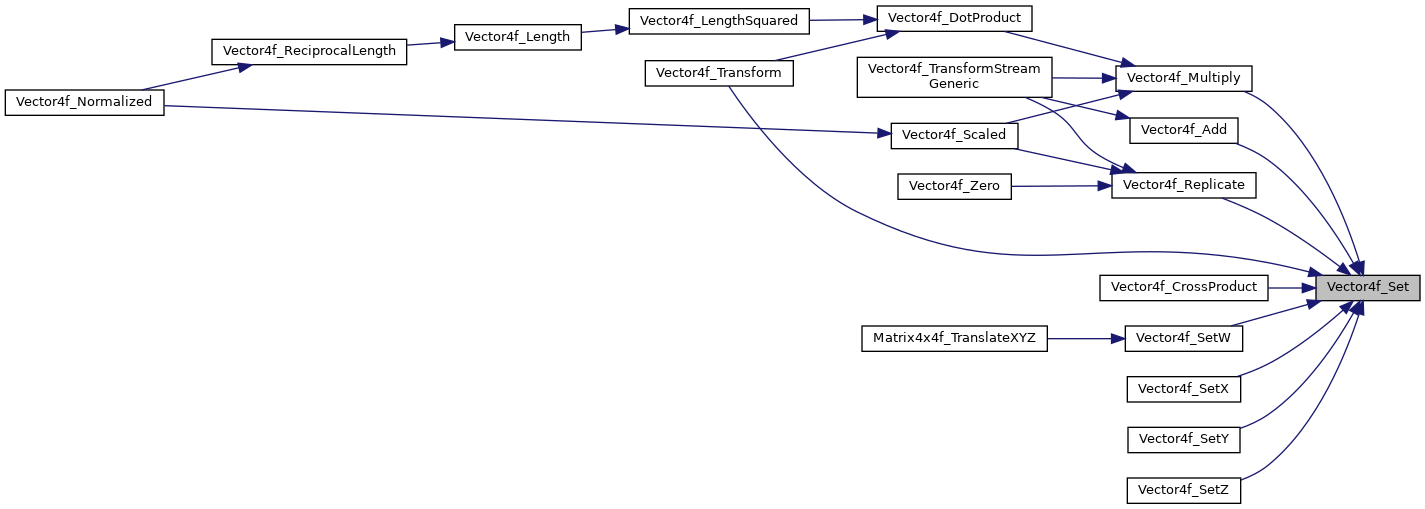 Vector4f_DotProduct
Vector4f_LengthSquared
Vector4f_Length
Vector4f_ReciprocalLength
Vector4f_Transform
Vector4f_TransformStream
Generic
Vector4f_Multiply
Vector4f_Normalized
Vector4f_Add
Vector4f_Scaled
Vector4f_Zero
Vector4f_Replicate
Vector4f_CrossProduct
Vector4f_Set
Matrix4x4f_TranslateXYZ
Vector4f_SetW
Vector4f_SetX
Vector4f_SetY
Vector4f_SetZ